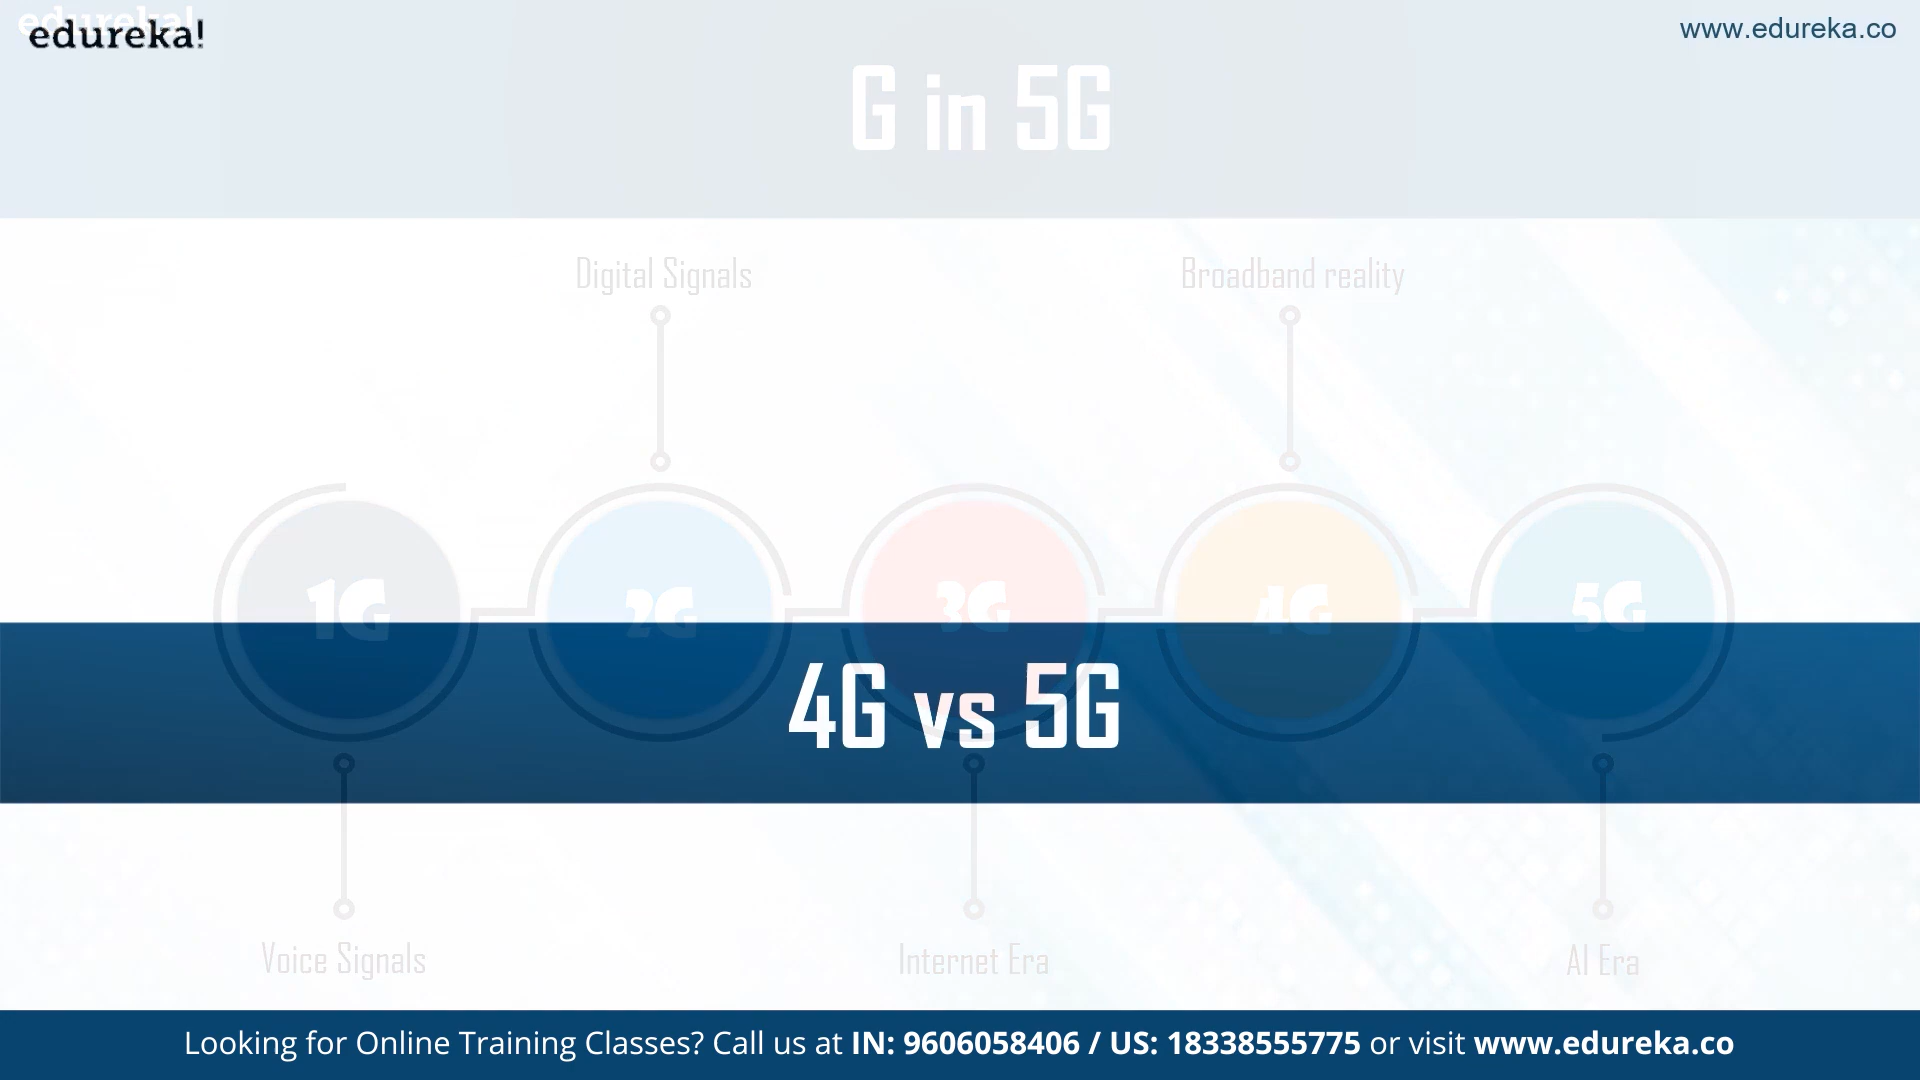 edureka!
edureka!
www.edureka.co
G in 5G
Digital Signals
Broadband reality
1G
2G
3G
4G
5G
4G vs 5G
Voice Signals
Internet Era
AI Era
Looking for Online Training Classes? Call us at IN: 9606058406 / US: 18338555775 or visit www.edureka.co